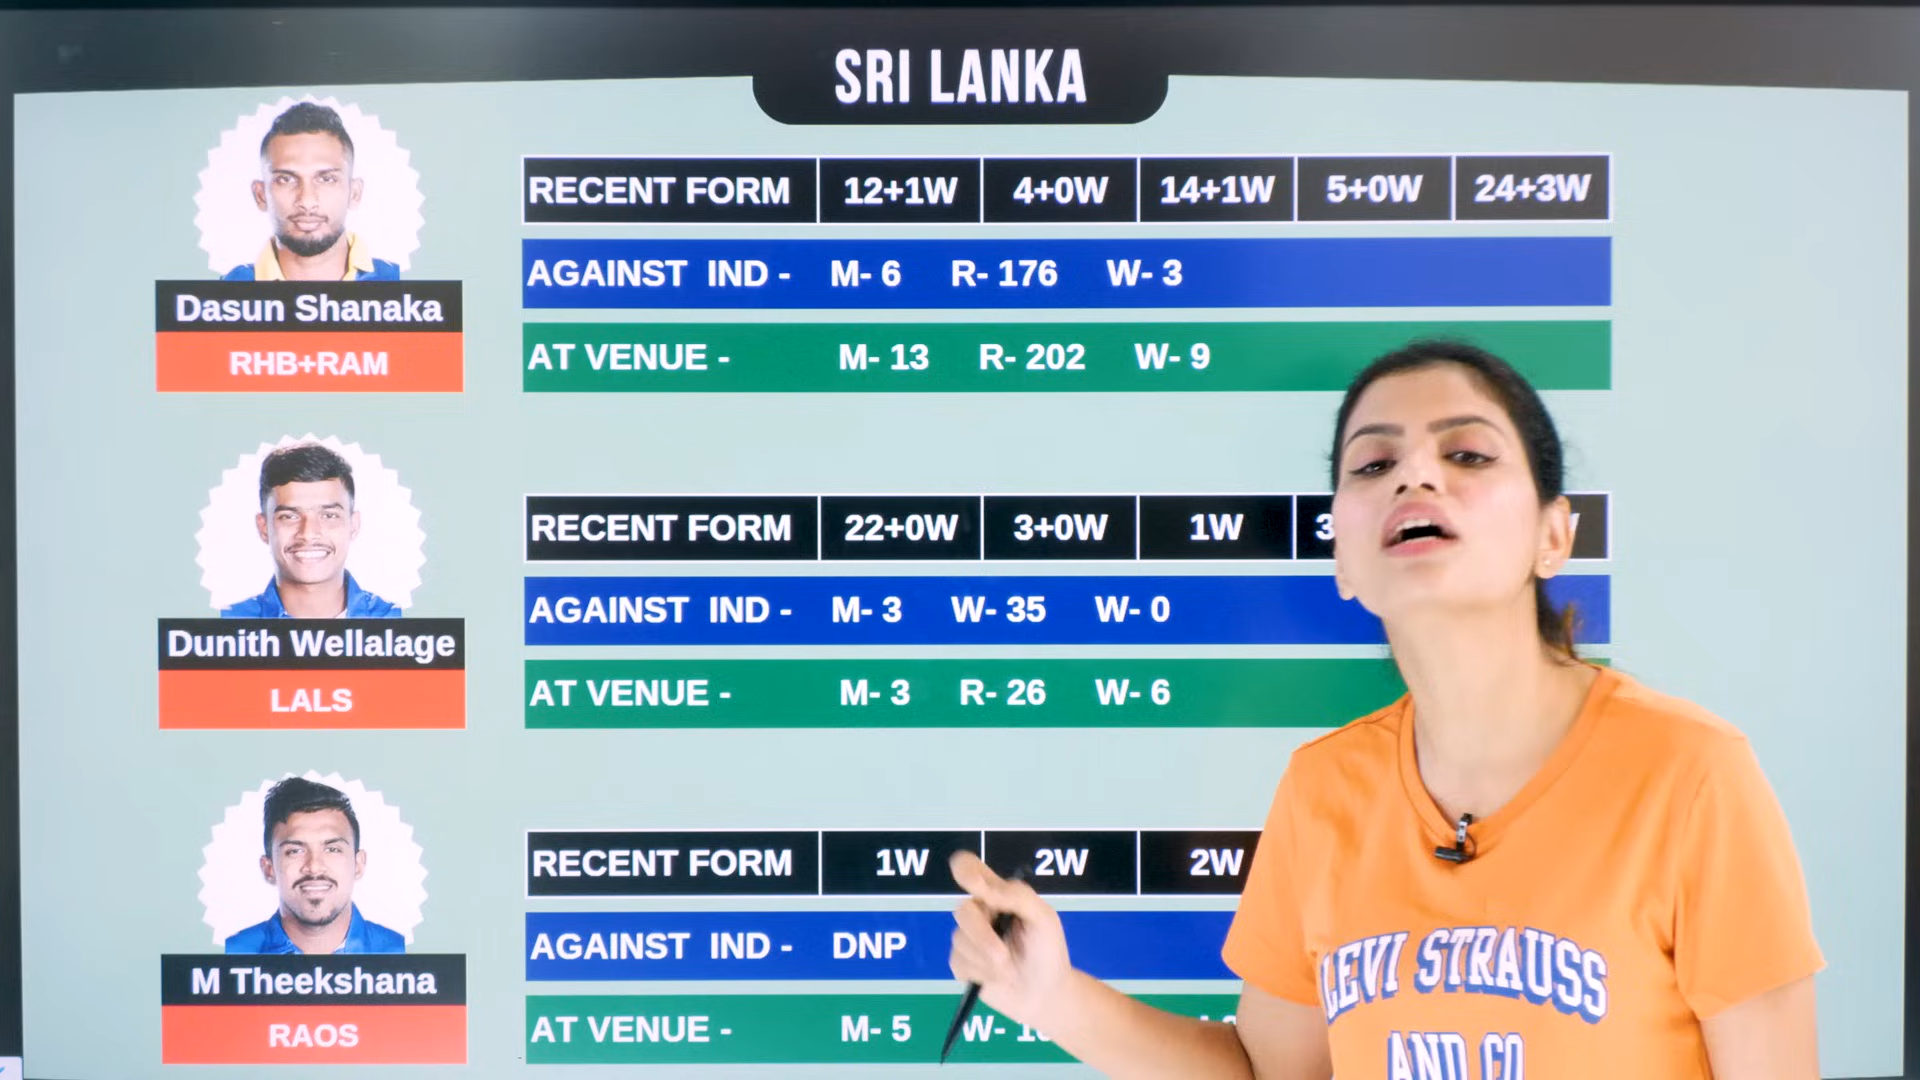 SRI LANKA
RECENT FORM 12+1W 4+0W 14+1W 5+0W 24+3W
AGAINST IND - M- 6 R- 176 W- 3
AT VENUE - M- 13 R- 202 W- 9
Dasun Shanaka
RHB+RAM
RECENT FORM 22+0W 3+0W 1W
AGAINST IND - M- 3 W- 35 W- 0
AT VENUE - M- 3 R- 26 W- 6
Dunith Wellalage
LALS
RECENT FORM 1W 2W 2W
AGAINST IND - DNP
AT VENUE - M- 5
M Theekshana
RAOS
LEVI STRAUSS
AND CO